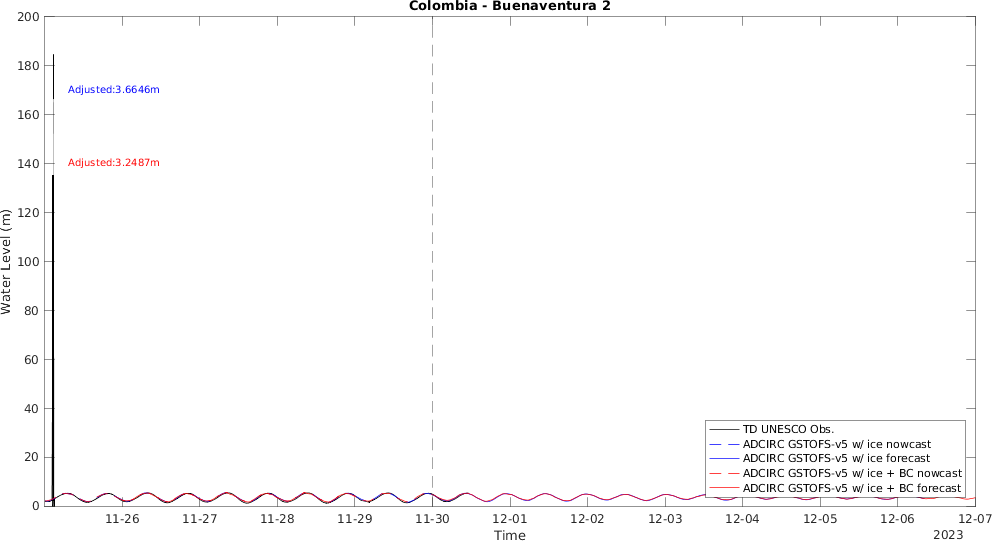 Colombia - Buenaventura 2
200
180
160
140
120
100
80
60
40
20
0
Water Level (m)
Adjusted:3.6646m
Adjusted:3.2487m
TD UNESCO Obs.
ADCIRC GSTOFS-v5 w/ ice nowcast
ADCIRC GSTOFS-v5 w/ ice forecast
ADCIRC GSTOFS-v5 w/ ice + BC nowcast
ADCIRC GSTOFS-v5 w/ ice + BC forecast
11-26 11-27 11-28 11-29 11-30 12-01 12-02 12-03 12-04 12-05 12-06 12-07
Time
2023